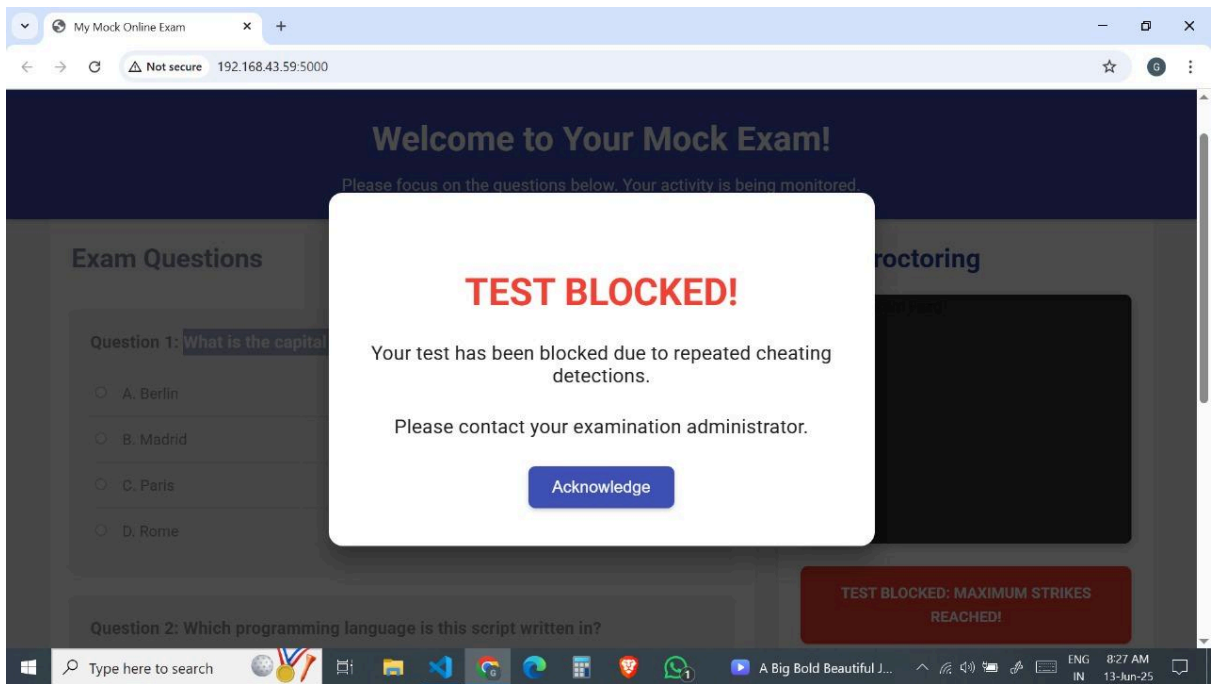 My Mock Online Exam
Not secure 192.168.43.59:5000
G
Welcome to Your Mock Exam!
Please focus on the questions below. Your activity is being monitored.
Exam Questions
roctoring
TEST BLOCKED!
Question 1: What is the capital
Your test has been blocked due to repeated cheating
detections.
A. Berlin
Please contact your examination administrator.
B. Madrid
C. Paris
Acknowledge
D. Rome
TEST BLOCKED: MAXIMUM STRIKES
REACHED!
Question 2: Which programming language is this script written in?
Type here to search
1
A Big Bold Beautiful J...
ENG
IN
8:27 AM
13-Jun-25